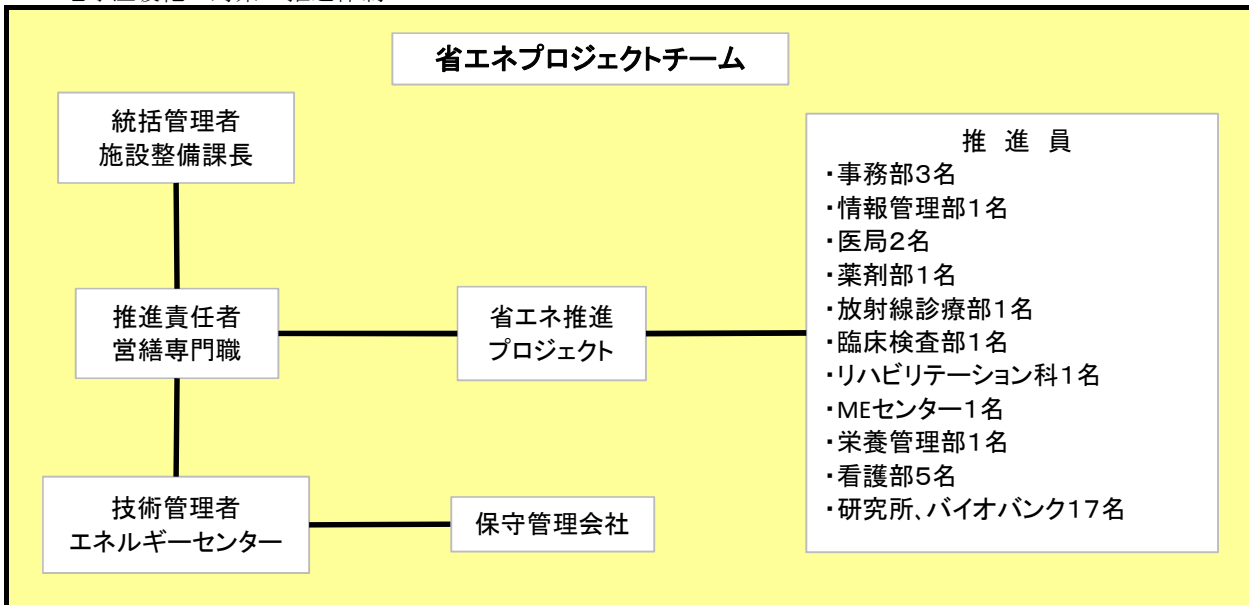 省エネプロジェクトチーム
統括管理者
施設整備課長
推進責任者
営繕専門職
技術管理者
エネルギーセンター
省エネ推進
プロジェクト
保守管理会社
推 進 員
・事務部3名
・情報管理部1名
・医局2名
・薬剤部1名
・放射線診療部1名
・臨床検査部1名
・リハビリテーション科1名
・MEセンター1名
・栄養管理部1名
・看護部5名
・研究所、バイオバンク17名